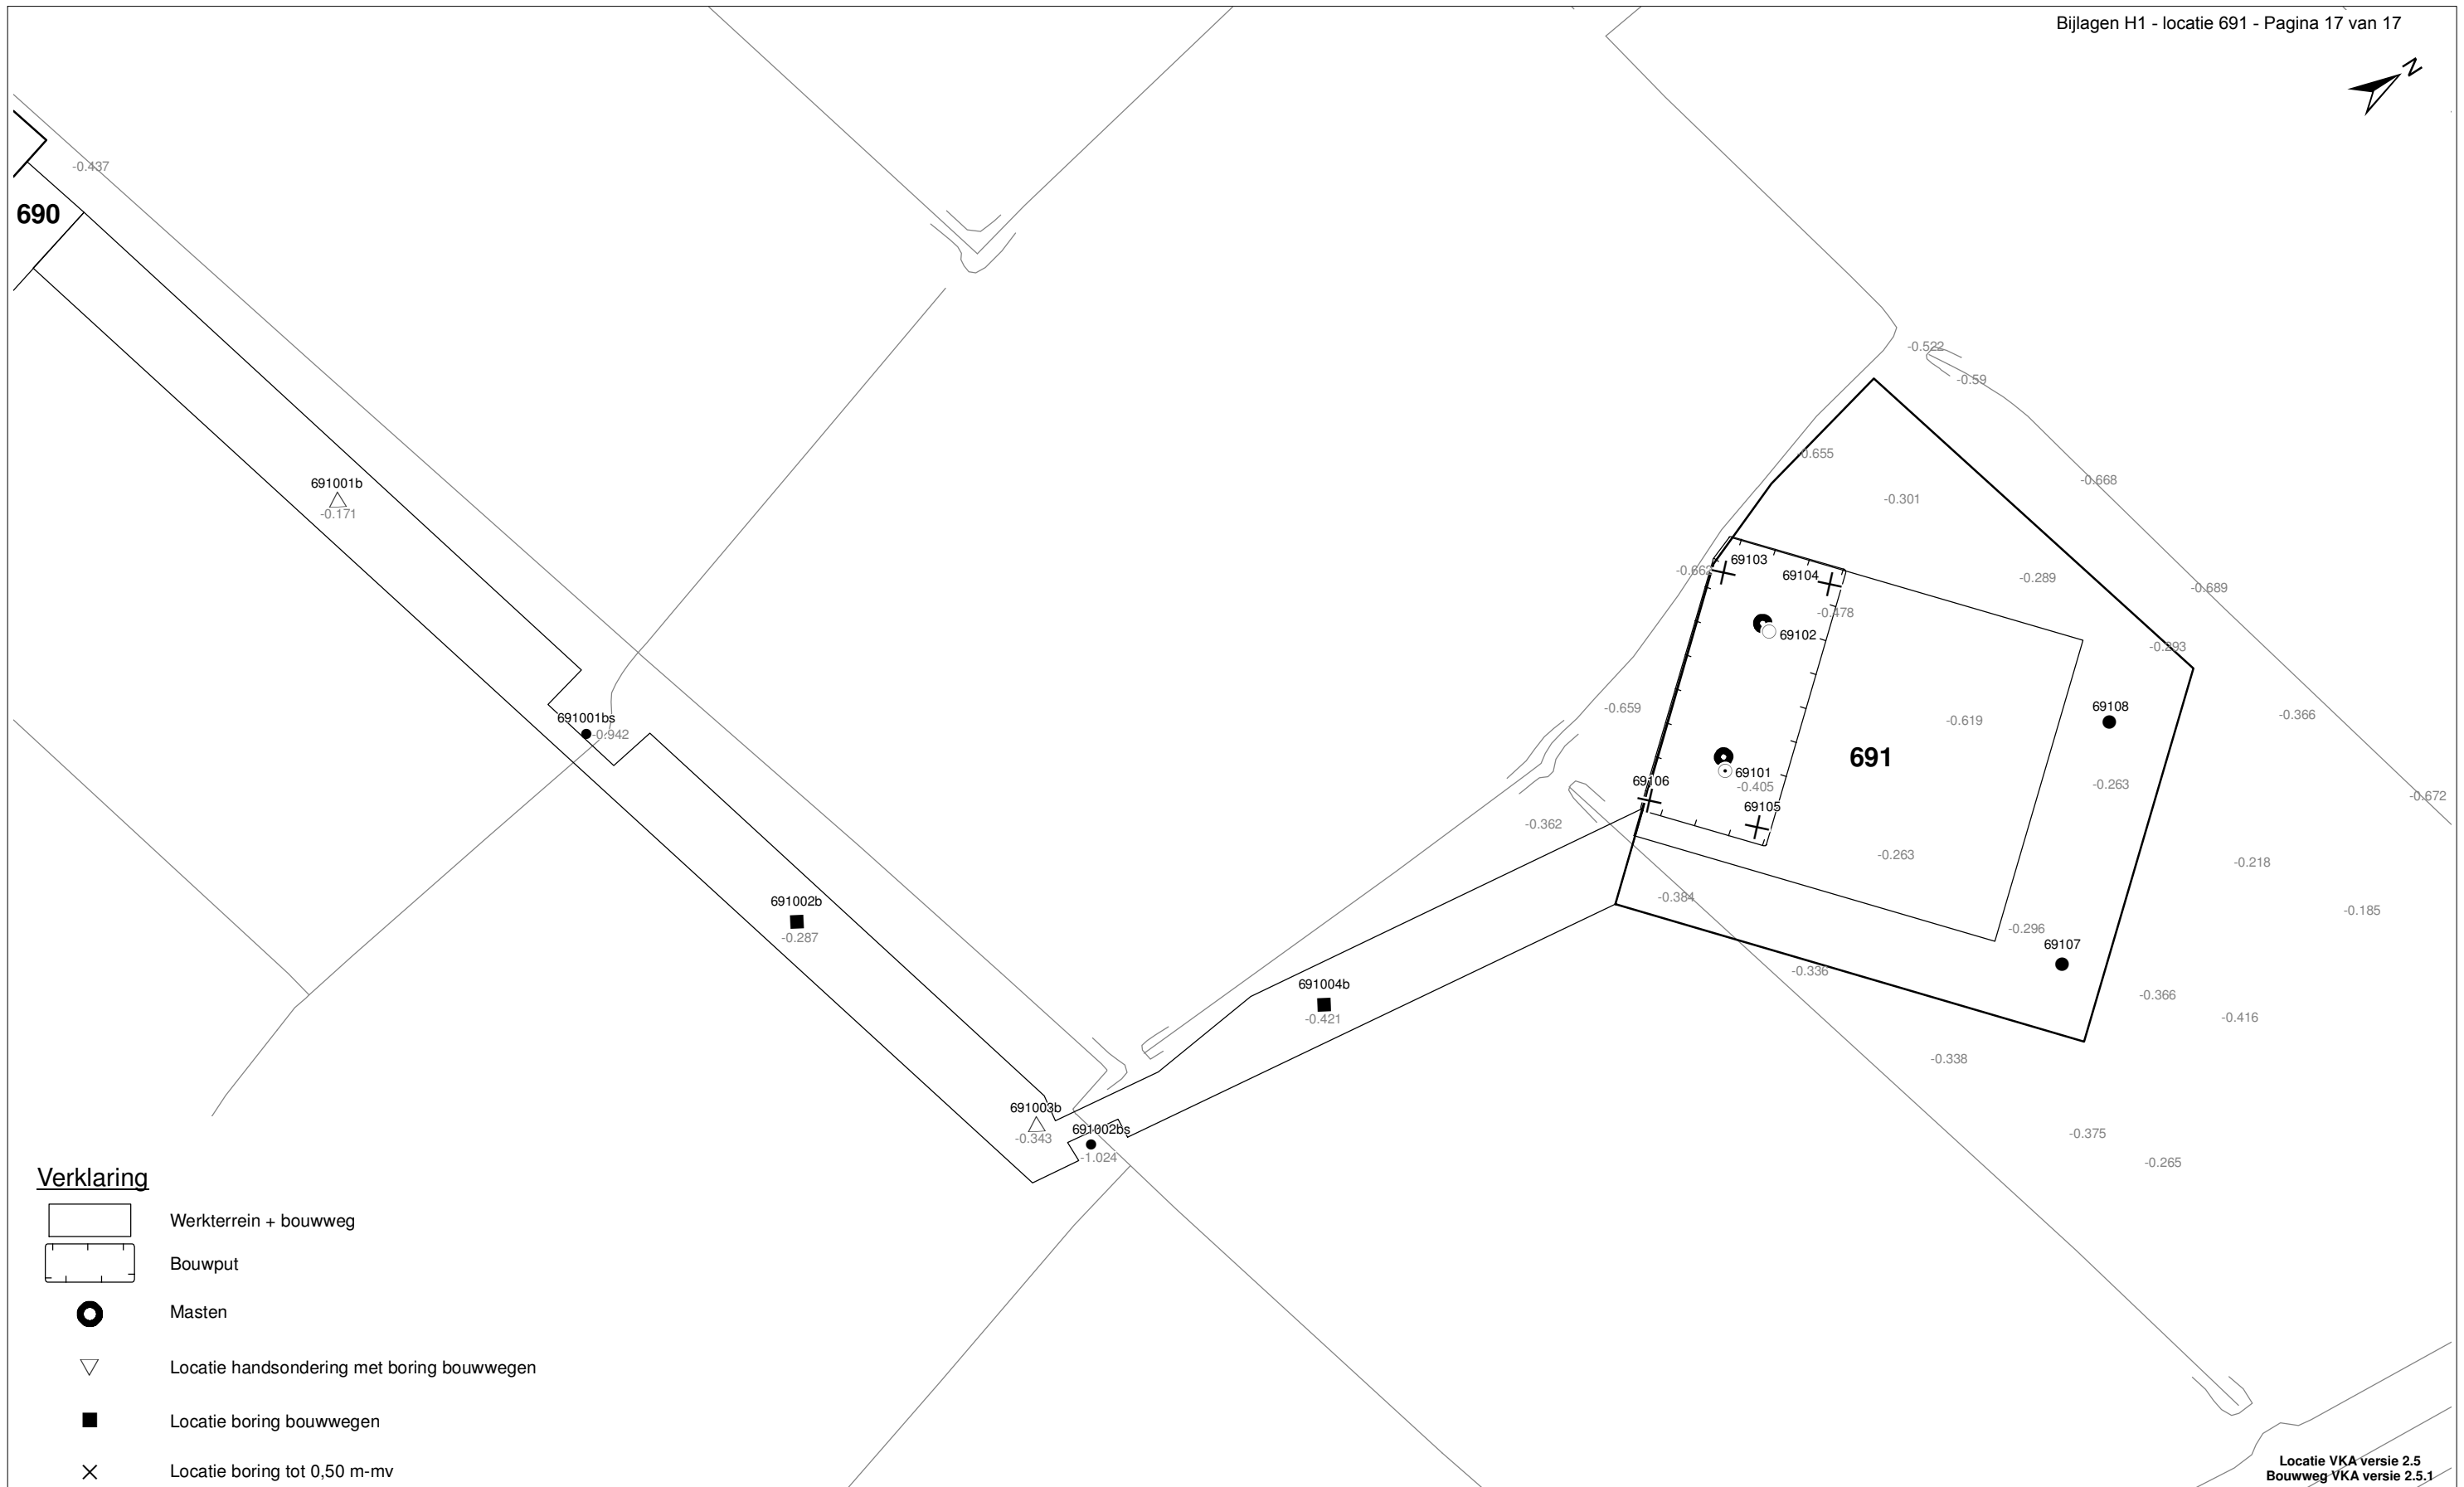 Bijlagen H1 - locatie 691 - Pagina 17 van 17
N
-0.437
690
-0.522
-0.59
-0.655
-0.668
691001b
-0.171
-0.301
69103
-0.662
69104
-0.289
-0.689
-0.478
69102
-0.293
691001bs
-0.942
-0.659
-0.619
69108
-0.366
691
69101
-0.405
69106
-0.263
-0.672
69105
-0.362
-0.263
-0.218
691002b
-0.287
-0.384
-0.185
-0.296
69107
-0.336
691004b
-0.421
-0.366
-0.416
-0.338
691003b
-0.343
691002bs
-1.024
-0.375
-0.265
Verklaring
Werkterrein + bouwweg
Bouwput
Masten
Locatie handsondering met boring bouwwegen
Locatie boring bouwwegen
Locatie boring tot 0,50 m-mv
Locatie VKA versie 2.5
Bouwweg VKA versie 2.5.1